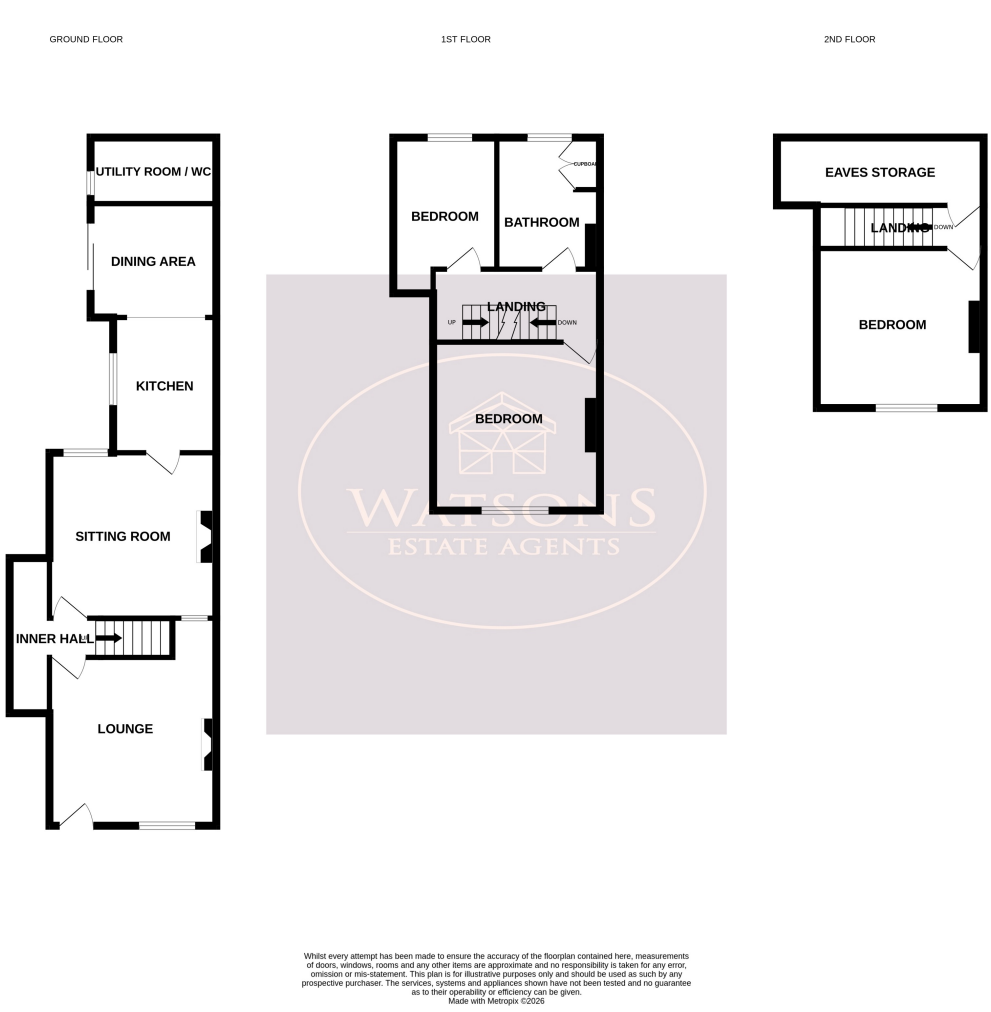 GROUND FLOOR
1ST FLOOR
2ND FLOOR
UTILITY ROOM / WC
DINING AREA
KITCHEN
SITTING ROOM
INNER HALL
LOUNGE
BEDROOM
BATHROOM
CUPBOA
LANDING
UP
DOWN
BEDROOM
WATSONS
ESTATE AGENTS
EAVES STORAGE
LANDING
DOWN
BEDROOM
Whilst every attempt has been made to ensure the accuracy of the floorplan contained here, measurements
of doors, windows, rooms and any other items are approximate and no responsibility is taken for any error,
omission or mis-statement. This plan is for illustrative purposes only and should be used as such by any
prospective purchaser. The services, systems and appliances shown have not been tested and no guarantee
as to their operability or efficiency can be given.
Made with Metropix ©2026